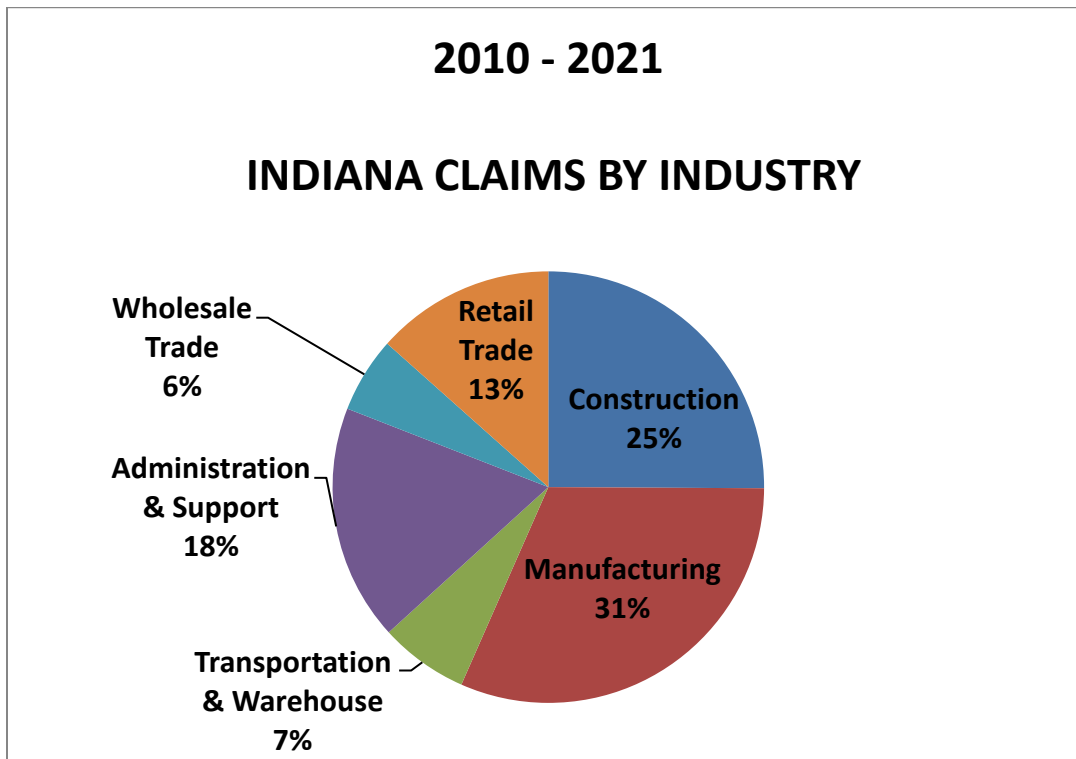 2010 - 2021
INDIANA CLAIMS BY INDUSTRY
Wholesale
Trade
6%
Retail
Trade
13%
Construction
25%
Administration
& Support
18%
Manufacturing
31%
Transportation
& Warehouse
7%